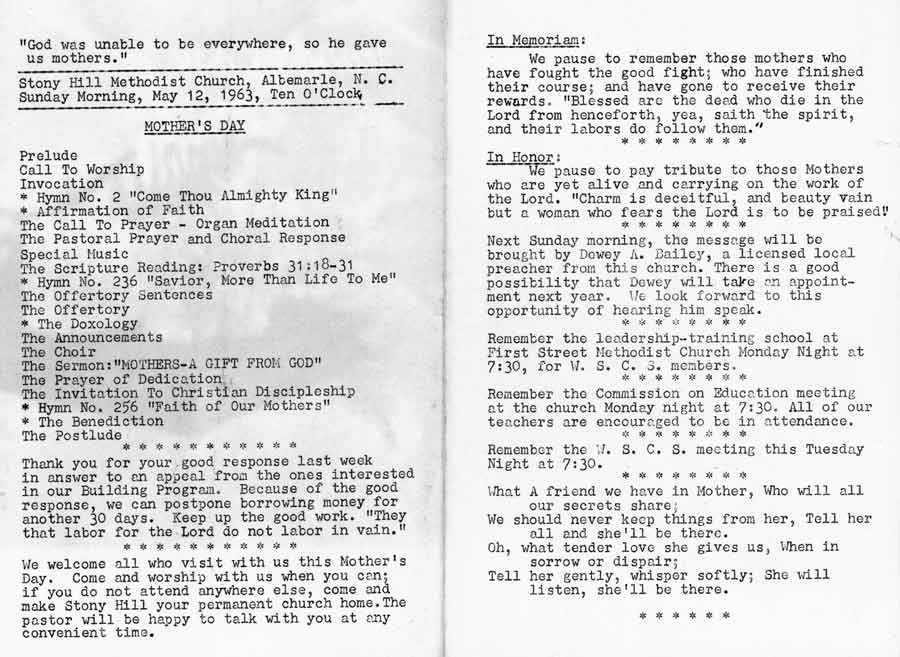 "God was unable to be everywhere, so he gave
us mothers."
Stony Hill Methodist Church, Albemarle, N. C.
Sunday Morning, May 12, 1963, Ten O'Clock,
MOTHER'S DAY
Prelude
Call To Worship
Invocation
* Hymn No. 2 "Come Thou Almighty King"
* Affirmation of Faith
The Call To Prayer - Organ Meditation
The Pastoral Prayer and Choral Response
Special Music
The Scripture Reading: Proverbs 31:18-31
* Hymn No. 236 "Savior, More Than Life To Me"
The Offertory Sentences
The Offertory
* The Doxology
The Announcements
The Choir
The Sermon:"MOTHERS-A GIFT FROM GOD"
The Prayer of Dedication
The Invitation To Christian Discipleship
* Hymn No. 256 "Faith of Our Mothers"
* The Benediction
The Postlude
* * * * * * * * * * *
Thank you for your good response last week
in answer to an appeal from the ones interested
in our Building Program. Because of the good
response, we can postpone borrowing money for
another 30 days. Keep up the good work. "They
that labor for the Lord do not labor in vain."
* * * * * * * * * * *
We welcome all who visit with us this Mother's
Day. Come and worship with us when you can;
if you do not attend anywhere else, come and
make Stony Hill your permanent church home.The
pastor will be happy to talk with you at any
convenient time.
In Memoriam:
We pause to remember those mothers who
have fought the good fight; who have finished
their course; and have gone to receive their
rewards. "Blessed are the dead who die in the
Lord from henceforth, yea, saith the spirit,
and their labors do follow them."
* * * * * * * *
In Honor:
We pause to pay tribute to those Mothers
who are yet alive and carrying on the work of
the Lord. "Charm is deceitful, and beauty vain
but a woman who fears the Lord is to be praised"
* * * * * * * *
Next Sunday morning, the message will be
brought by Dewey A. Bailey, a licensed local
preacher from this church. There is a good
possibility that Dewey will take an appoint-
ment next year. We look forward to this
opportunity of hearing him speak.
* * * * * * * *
Remember the leadership-training school at
First Street Methodist Church Monday Night at
7:30, for W. S. C. S. members.
* * * * * * * *
Remember the Commission on Education meeting
at the church Monday night at 7:30. All of our
teachers are encouraged to be in attendance.
* * * * * * * *
Remember the W. S. C. S. meeting this Tuesday
Night at 7:30.
* * * * * * * *
What A friend we have in Mother, Who will all
our secrets share;
We should never keep things from her, Tell her
all and she'll be there.
Oh, what tender love she gives us, When in
sorrow or dispair;
Tell her gently, whisper softly; She will
listen, she'll be there.
* * * * * *